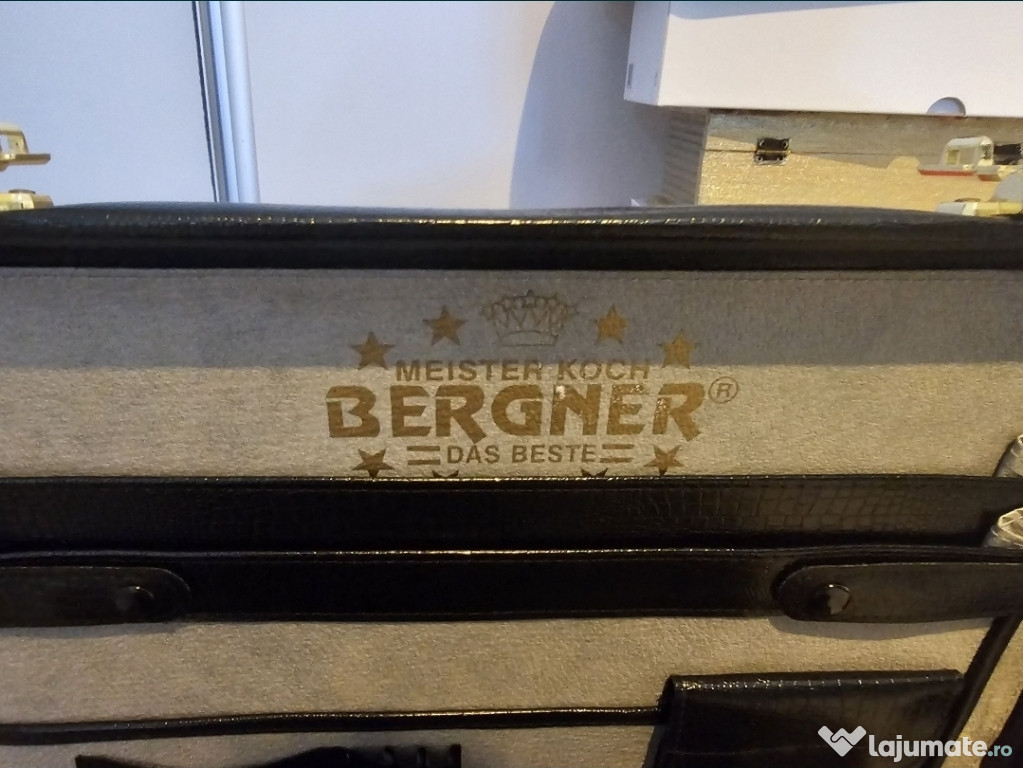 MEISTER KOCH
BERGNER®
DAS BESTE
lajumate.ro